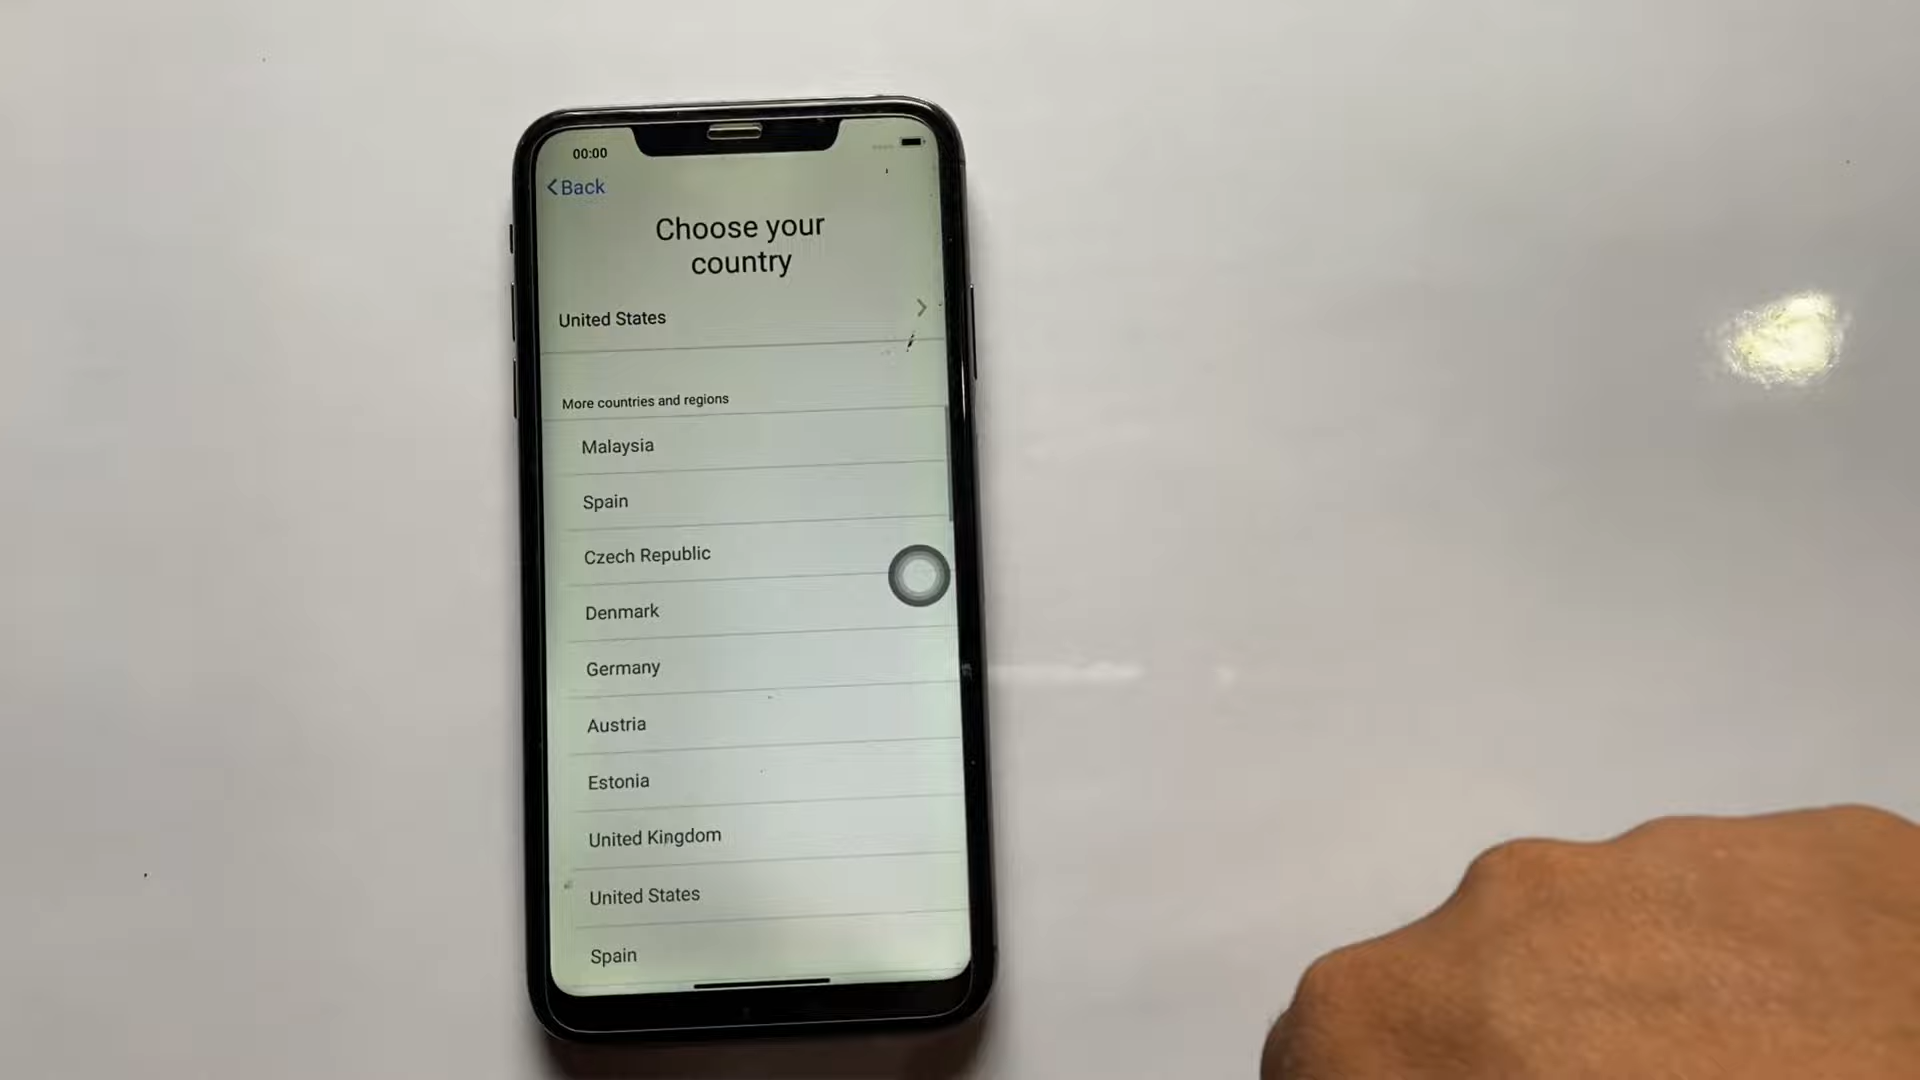 00:00
Back
Choose your
country
United States
More countries and regions
Malaysia
Spain
Czech Republic
Denmark
Germany
Austria
Estonia
United Kingdom
United States
Spain